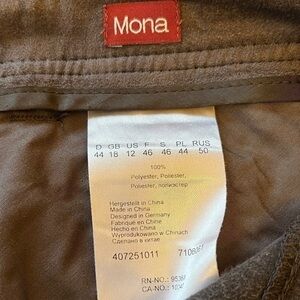 Mona
D GB US F S PL RUS
44 18 12 46 46 44 50
100%
Polyester, Poliester,
Poliester, полиэстер
Hergestellt in China
Made in China
Designed in Germany
Fabriqué en Chine
Hecho en China
Wyprodukowano w Chinach
Сделано в китае
407251011
RN-NO.:
CA-NO.: